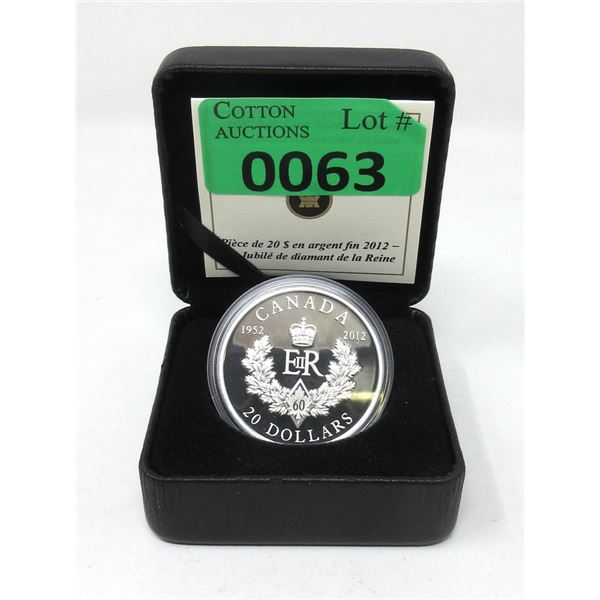 COTTON
AUCTIONS
Lot #
0063
Pièce de 20 $ en argent fin 2012 –
Jubilé de diamant de la Reine
CANADA
1952 2012
EIIR
60
20 DOLLARS